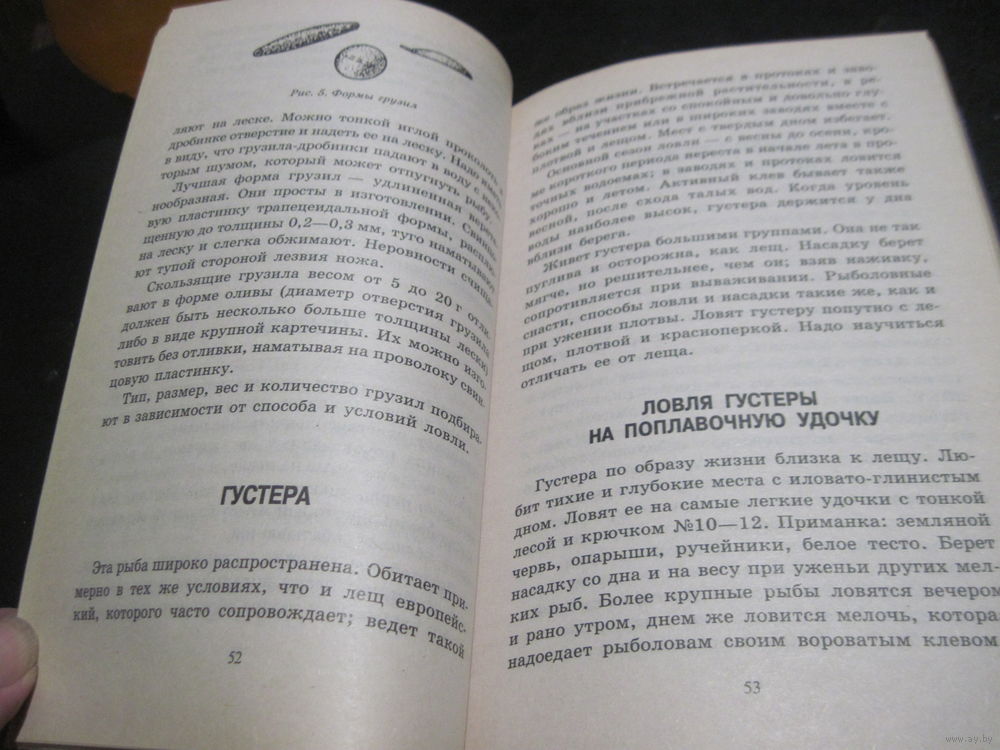 Рис. 5. Формы грузил
ляют на леске. Можно тонкой иглой проколоть в
дробинке отверстие и надеть ее на леску. Надо иметь
в виду, что грузила-дробинки падают в воду с неко-
торым шумом, который может отпугнуть рыбу.
Лучшая форма грузил — удлиненная верете-
нообразная. Они просты в изготовлении. Свинцо-
вую пластинку трапецеидальной формы, расплю-
щенную до толщины 0,2—0,3 мм, туго наматывают
на леску и слегка обжимают. Неровности счища-
ют тупой стороной лезвия ножа.
Скользящие грузила весом от 5 до 20 г отли-
вают в форме оливы (диаметр отверстия грузила
должен быть несколько больше толщины лески)
либо в виде крупной картечины. Их можно изго-
товить без отливки, наматывая на проволоку свин-
цовую пластинку.
Тип, размер, вес и количество грузил подбира-
ют в зависимости от способа и условий ловли.
ГУСТЕРА
Эта рыба широко распространена. Обитает при-
мерно в тех же условиях, что и лещ европейс-
кий, которого часто сопровождает; ведет такой
52
же образ жизни. Встречается в протоках и заво-
дях вблизи прибрежной растительности, в ре-
ках — на участках со спокойным и довольно глу-
боким течением или в широких заводях вместе с
плотвой и лещом. Мест с твердым дном избегает.
Основной сезон ловли — с весны до осени, кро-
ме короткого периода нереста в начале лета в про-
точных водоемах; в заводях и протоках ловится
хорошо и летом. Активный клев бывает также
весной, после схода талых вод. Когда уровень
воды наиболее высок, густера держится у дна
вблизи берега.
Живет густера большими группами. Она не так
пуглива и осторожна, как лещ. Насадку берет
мягче, но решительнее, чем он; взяв наживку,
сопротивляется при вываживании. Рыболовные
снасти, способы ловли и насадки такие же, как и
при ужении плотвы. Ловят густеру попутно с ле-
щом, плотвой и красноперкой. Надо научиться
отличать ее от леща.
ЛОВЛЯ ГУСТЕРЫ
НА ПОПЛАВОЧНУЮ УДОЧКУ
Густера по образу жизни близка к лещу. Лю-
бит тихие и глубокие места с иловато-глинистым
дном. Ловят ее на самые легкие удочки с тонкой
лесой и крючком №10—12. Приманка: земляной
червь, опарыши, ручейники, белое тесто. Берет
насадку со дна и на весу при уженьи других мел-
ких рыб. Более крупные рыбы ловятся вечером
и рано утром, днем же ловится мелочь, котора
надоедает рыболовам своим вороватым клевом
53
www.ay.by